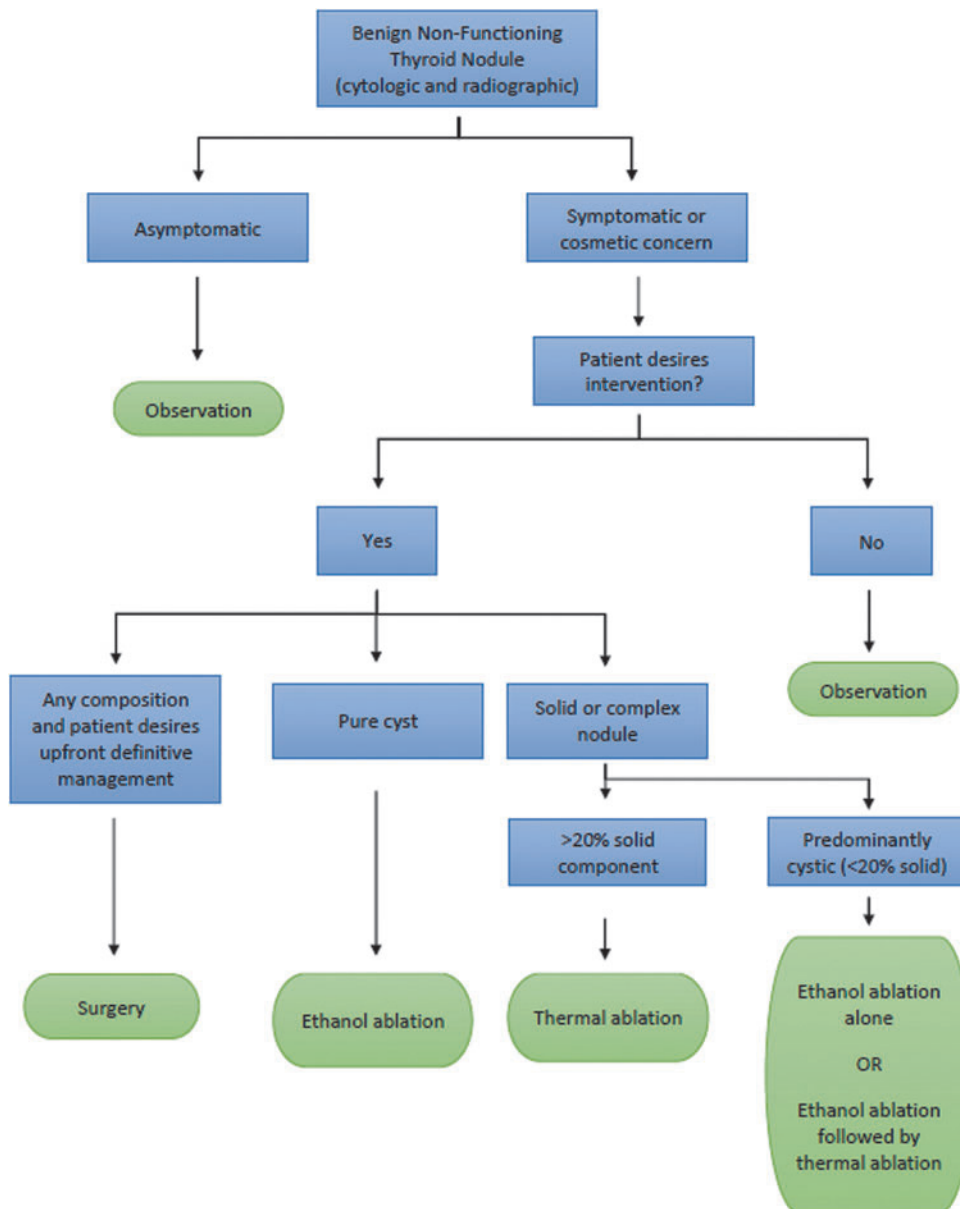 Benign Non-Functioning
Thyroid Nodule
(cytologic and radiographic)
Asymptomatic
Symptomatic or
cosmetic concern
Patient desires
intervention?
Observation
Yes
No
Any composition
and patient desires
upfront definitive
management
Pure cyst
Solid or complex
nodule
Observation
>20% solid
component
Predominantly
cystic (<20% solid)
Surgery
Ethanol ablation
Thermal ablation
Ethanol ablation
alone
OR
Ethanol ablation
followed by
thermal ablation